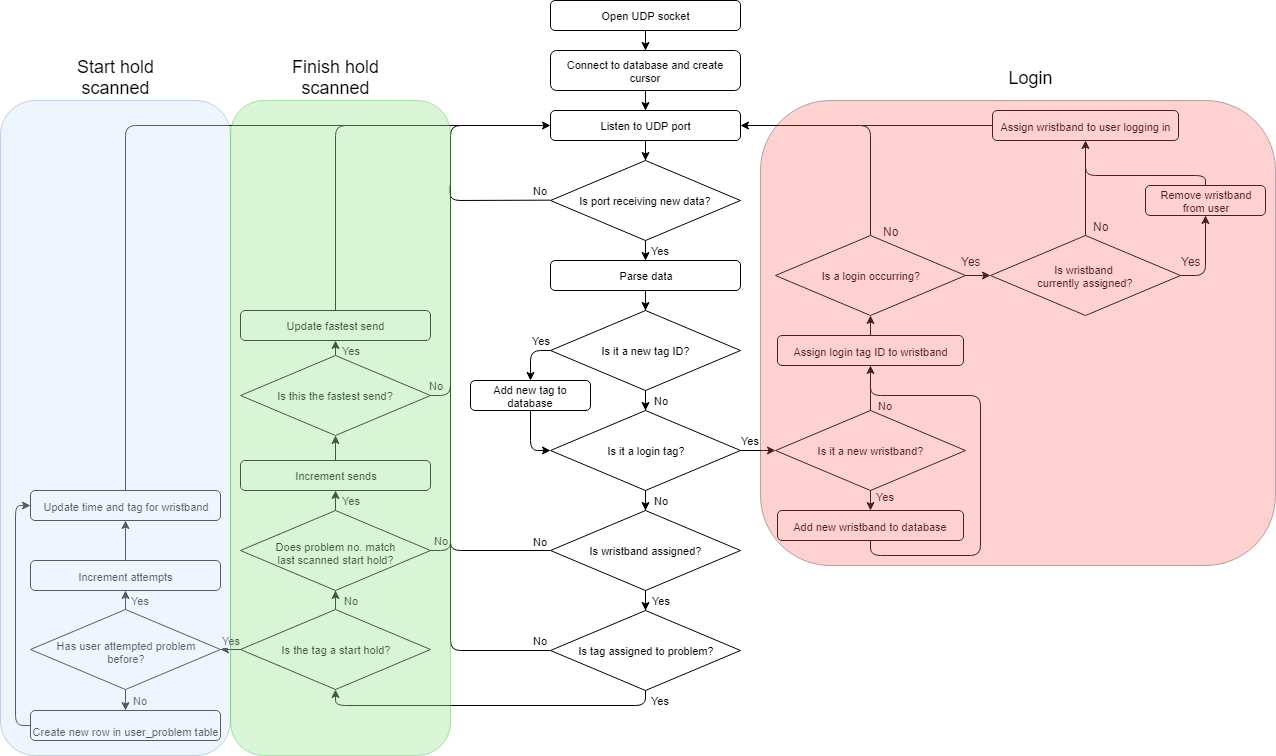 Open UDP socket
Connect to database and create
cursor
Start hold
scanned
Finish hold
scanned
Login
Listen to UDP port
Assign wristband to user logging in
No
Is port receiving new data?
Remove wristband
from user
No
No
Yes
Yes
Yes
Parse data
Is a login occurring?
Is wristband
currently assigned?
Update fastest send
Yes
Yes
Is it a new tag ID?
Assign login tag ID to wristband
No
Is this the fastest send?
Add new tag to
database
No
No
Yes
Is it a login tag?
Is it a new wristband?
Increment sends
Yes
No
Yes
Update time and tag for wristband
Add new wristband to database
No
No
Does problem no. match
last scanned start hold?
Is wristband assigned?
Increment attempts
Yes
No
Yes
Yes
No
Has user attempted problem
before?
Is the tag a start hold?
Is tag assigned to problem?
No
Yes
Create new row in user_problem table